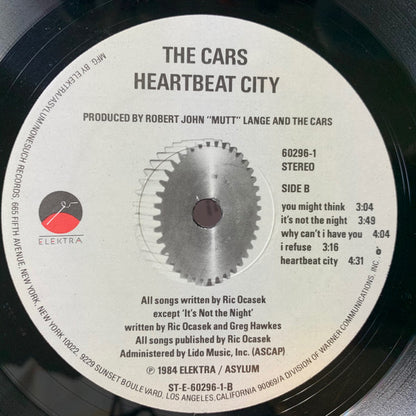 THE CARS
HEARTBEAT CITY
PRODUCED BY ROBERT JOHN "MUTT" LANGE AND THE CARS
60296-1
STEREO
SIDE B
you might think 3:04
it's not the night 3:49
why can't i have you 4:04
i refuse 3:16
heartbeat city 4:31
ELEKTRA
All songs written by Ric Ocasek
except 'It's Not the Night'
written by Ric Ocasek and Greg Hawkes
All songs published by Ric Ocasek
Administered by Lido Music, Inc. (ASCAP)
℗ 1984 ELEKTRA / ASYLUM
ST-E-60296-1-B
MFG. BY ELEKTRA/ASYLUM/NONESUCH RECORDS, 665 FIFTH AVENUE, NEW YORK, NEW YORK 10022, 9229 SUNSET BOULEVARD, LOS ANGELES, CALIFORNIA 90069/A DIVISION OF WARNER COMMUNICATIONS, INC.